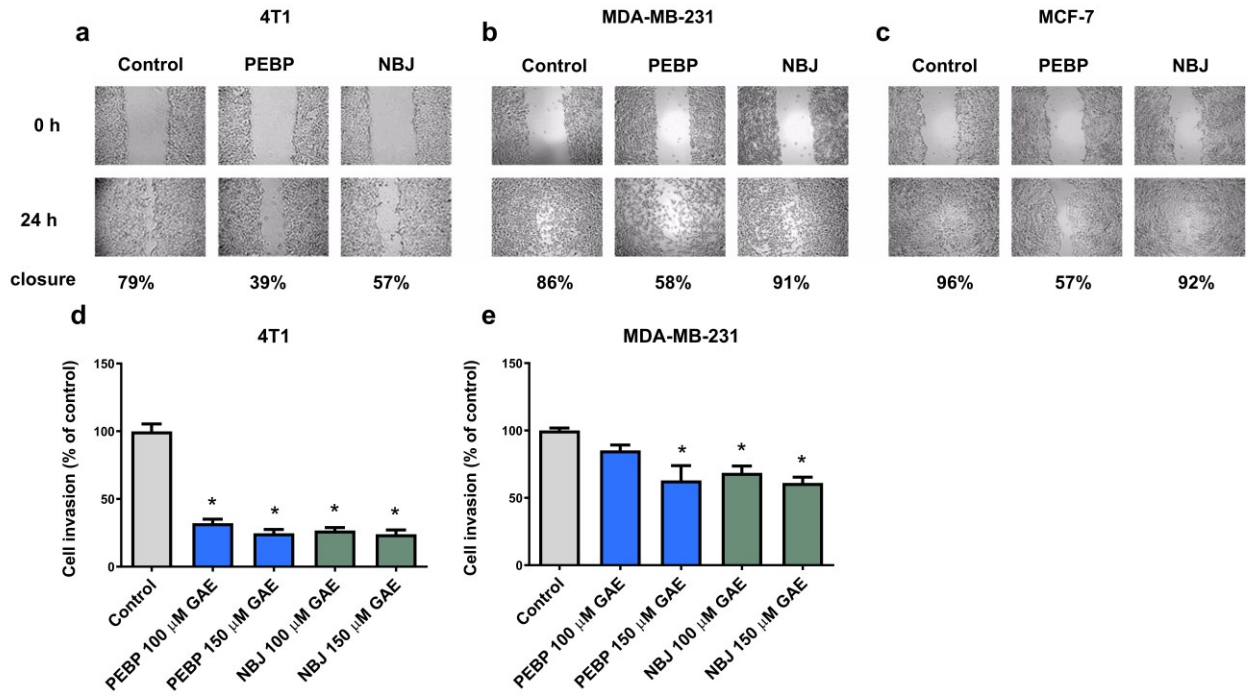 4T1
MDA-MB-231
MCF-7
a
b
c
Control PEBP NBJ
Control PEBP NBJ
Control PEBP NBJ
0 h
24 h
closure 79% 39% 57% 86% 58% 91% 96% 57% 92%
d
4T1
Cell invasion (% of control)
150
100
50
0
* * * *
Control
PEBP 100 μM GAE
PEBP 150 μM GAE
NBJ 100 μM GAE
NBJ 150 μM GAE
e
MDA-MB-231
Cell invasion (% of control)
150
100
50
0
* * *
Control
PEBP 100 μM GAE
PEBP 150 μM GAE
NBJ 100 μM GAE
NBJ 150 μM GAE